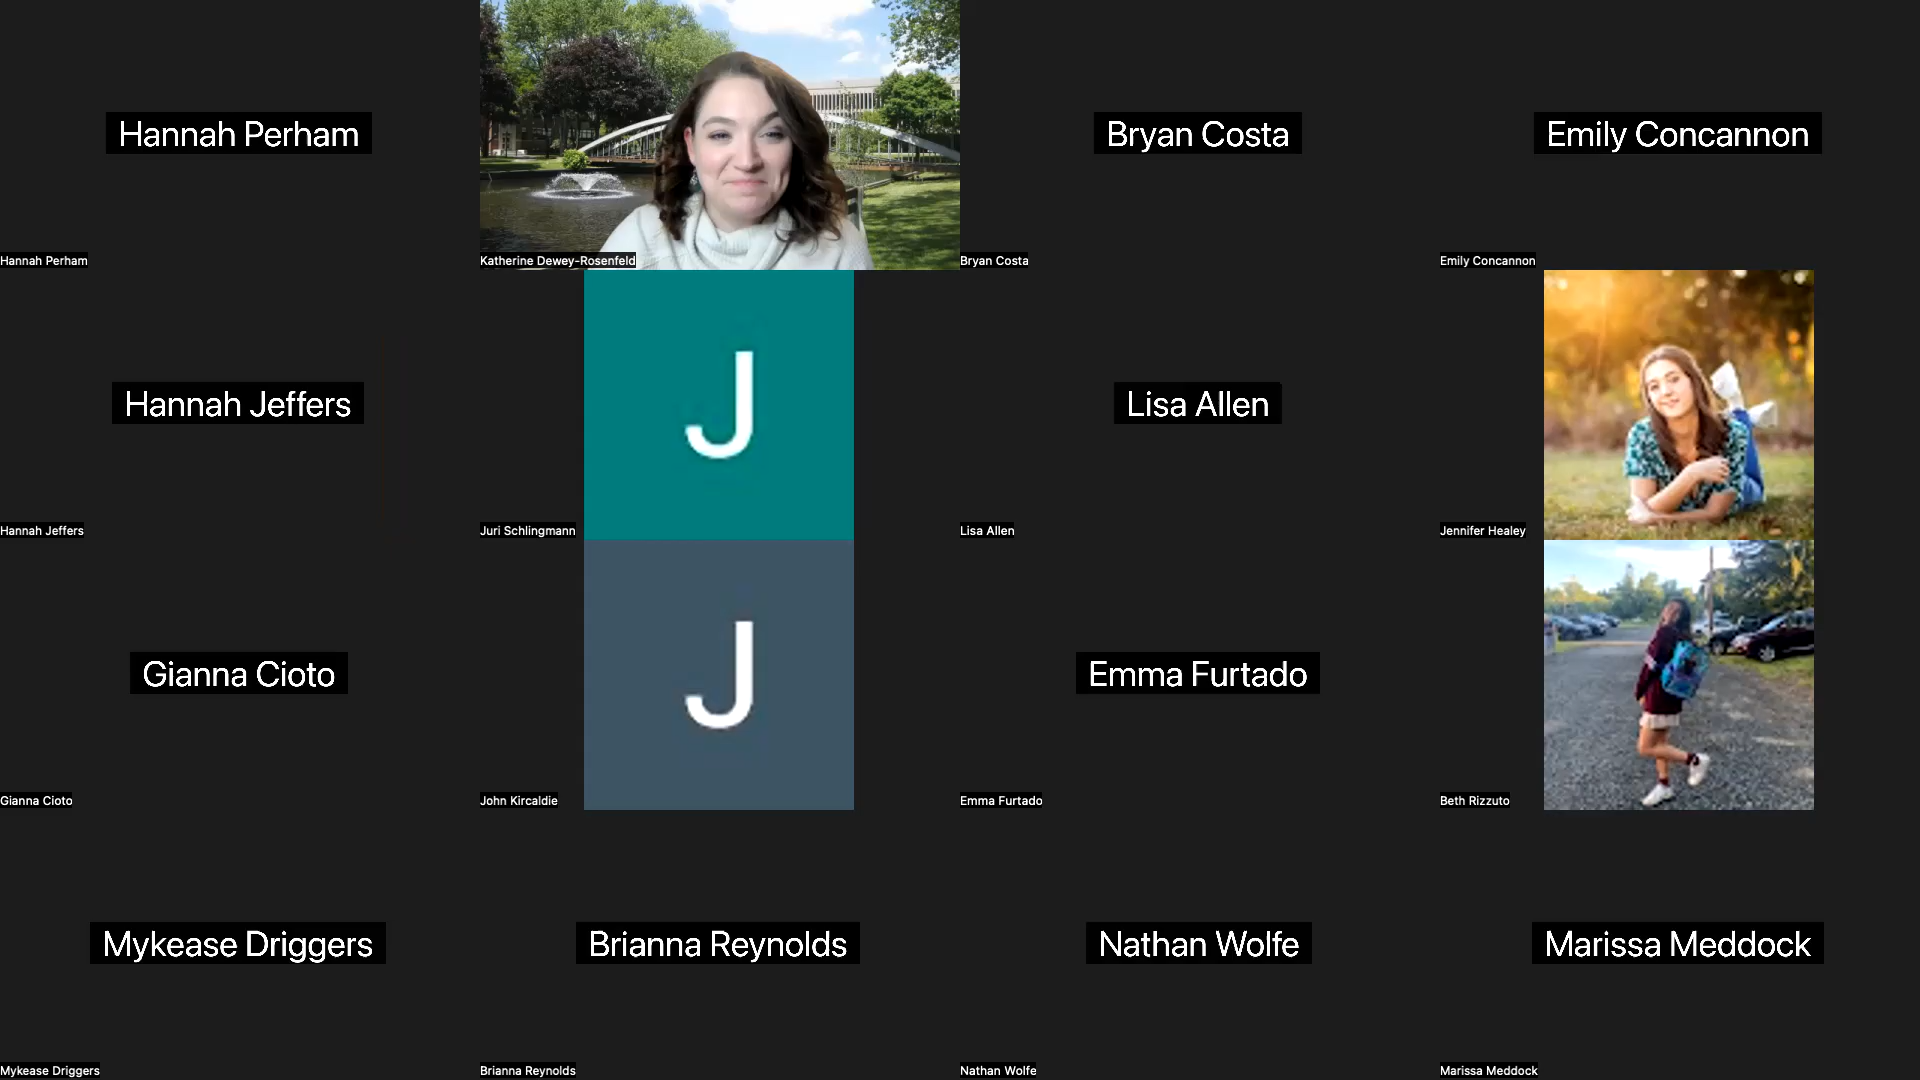 Hannah Perham
Hannah Perham
Katherine Dewey-Rosenfeld
Bryan Costa
Bryan Costa
Emily Concannon
Emily Concannon
Hannah Jeffers
Hannah Jeffers
J
Juri Schlingmann
Lisa Allen
Lisa Allen
Jennifer Healey
Gianna Cioto
Gianna Cioto
J
John Kircaldie
Emma Furtado
Emma Furtado
Beth Rizzuto
Mykease Driggers
Mykease Driggers
Brianna Reynolds
Brianna Reynolds
Nathan Wolfe
Nathan Wolfe
Marissa Meddock
Marissa Meddock